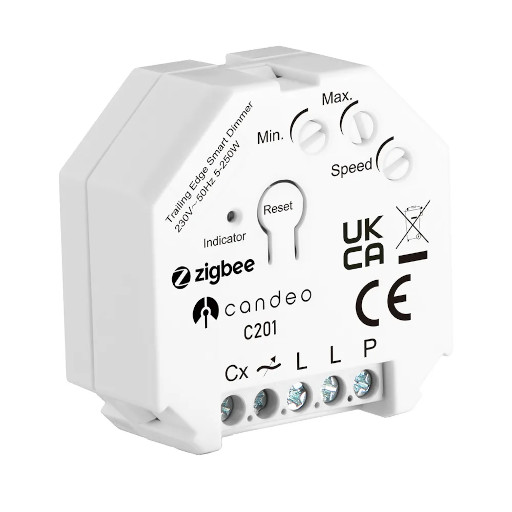 Trailing Edge Smart Dimmer
230V~50Hz 5-250W
Min.
Max.
Speed
Reset
Indicator
zigbee
candeo
C201
UK
CA
CE
Cx L L P